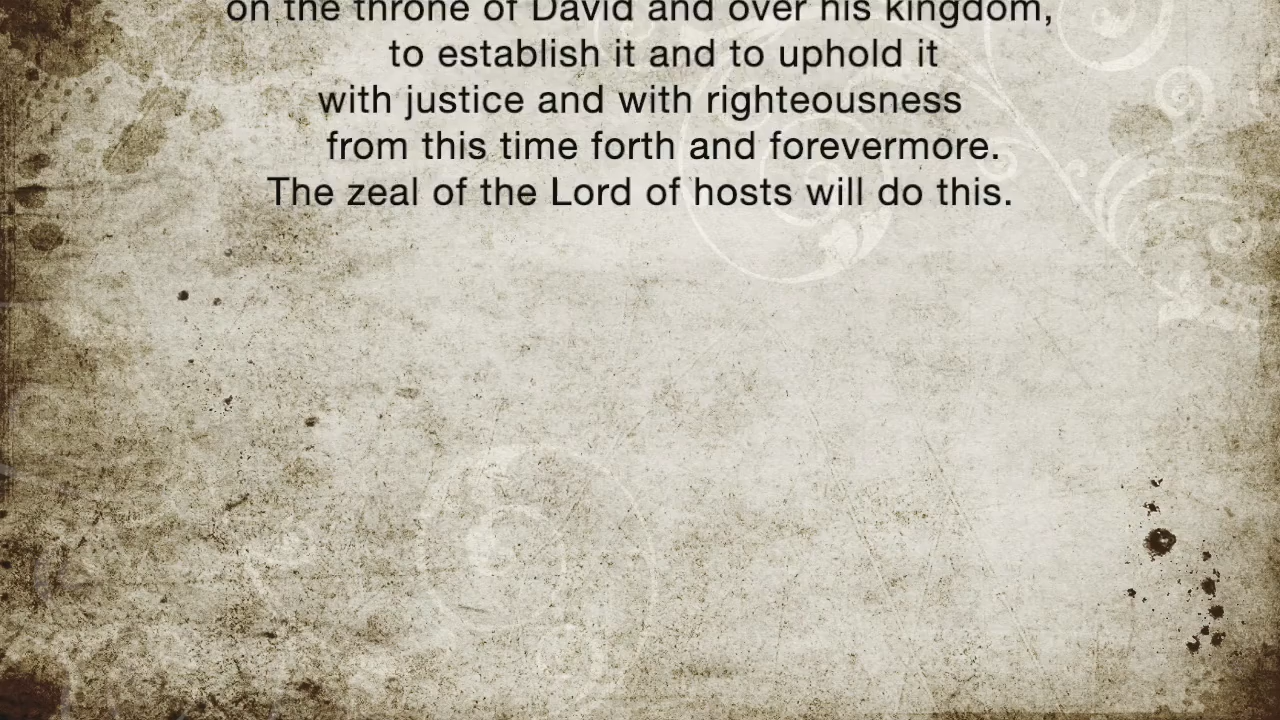 on the throne of David and over his kingdom,
to establish it and to uphold it
with justice and with righteousness
from this time forth and forevermore.
The zeal of the Lord of hosts will do this.